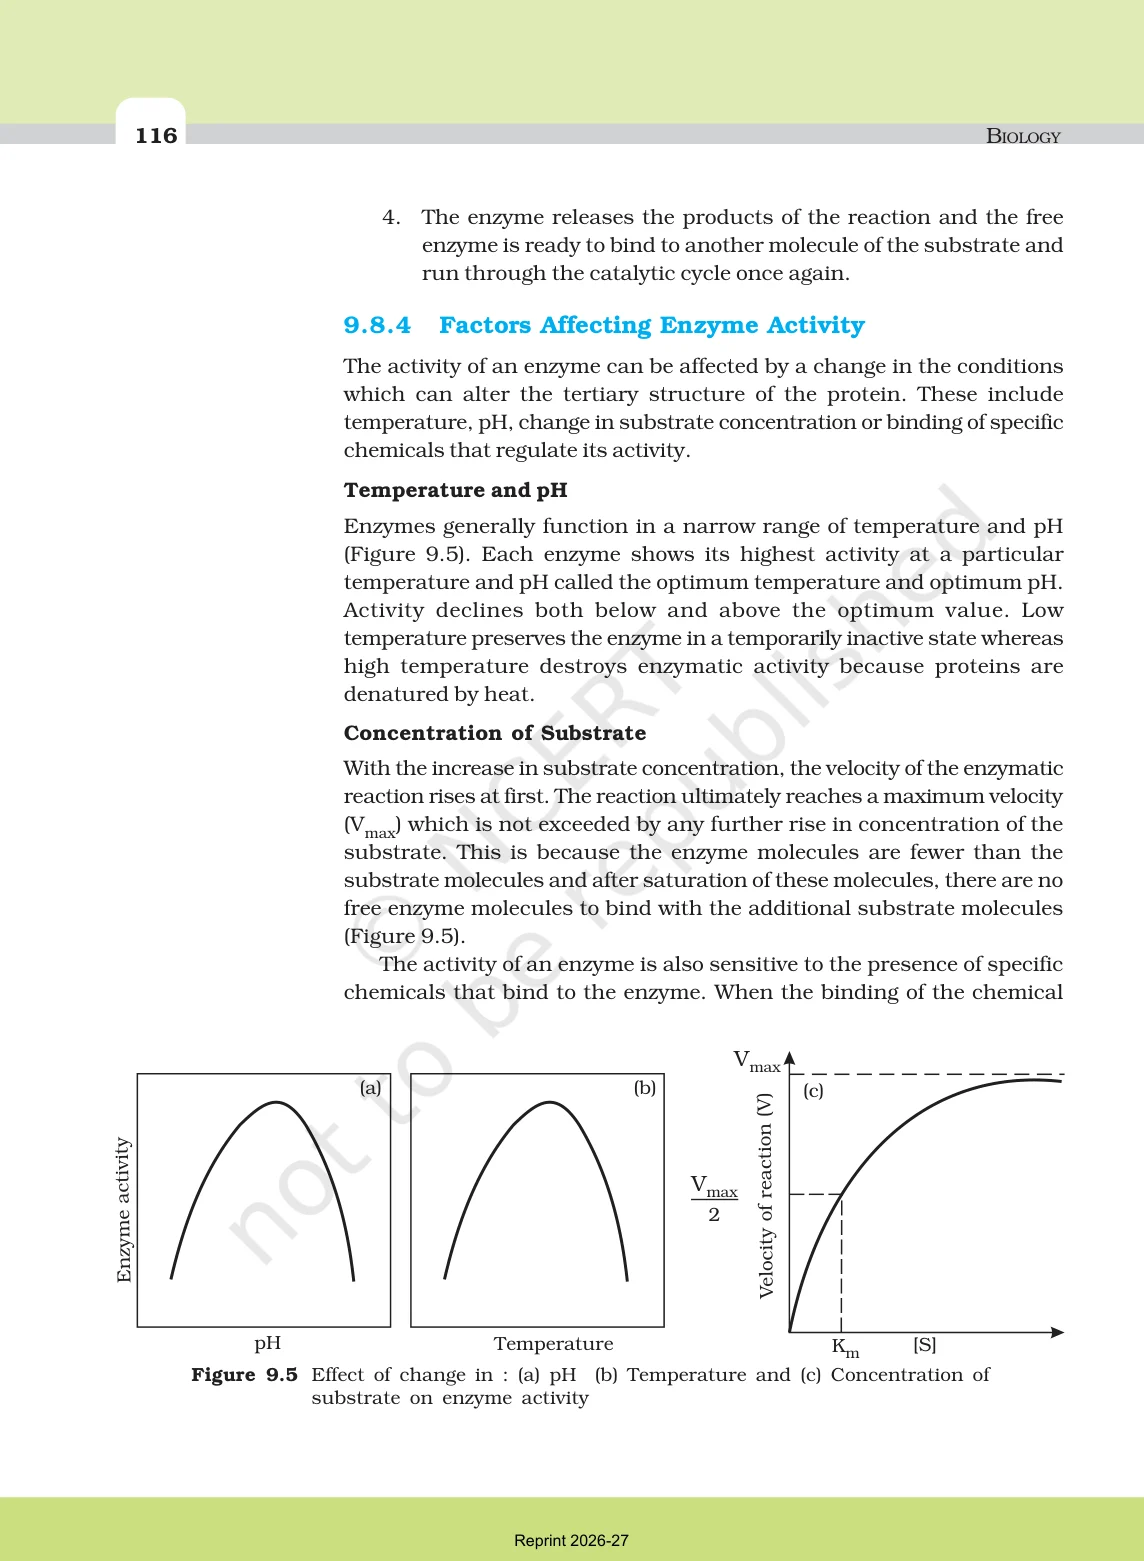 116
BIOLOGY
4. The enzyme releases the products of the reaction and the free
enzyme is ready to bind to another molecule of the substrate and
run through the catalytic cycle once again.
9.8.4 Factors Affecting Enzyme Activity
The activity of an enzyme can be affected by a change in the conditions
which can alter the tertiary structure of the protein. These include
temperature, pH, change in substrate concentration or binding of specific
chemicals that regulate its activity.
Temperature and pH
Enzymes generally function in a narrow range of temperature and pH
(Figure 9.5). Each enzyme shows its highest activity at a particular
temperature and pH called the optimum temperature and optimum pH.
Activity declines both below and above the optimum value. Low
temperature preserves the enzyme in a temporarily inactive state whereas
high temperature destroys enzymatic activity because proteins are
denatured by heat.
Concentration of Substrate
With the increase in substrate concentration, the velocity of the enzymatic
reaction rises at first. The reaction ultimately reaches a maximum velocity
(Vmax) which is not exceeded by any further rise in concentration of the
substrate. This is because the enzyme molecules are fewer than the
substrate molecules and after saturation of these molecules, there are no
free enzyme molecules to bind with the additional substrate molecules
(Figure 9.5).
The activity of an enzyme is also sensitive to the presence of specific
chemicals that bind to the enzyme. When the binding of the chemical
© NCERT
not to be republished
Enzyme activity
(a)
pH
(b)
Temperature
Vmax
(c)
Vmax
2
Velocity of reaction (V)
Km
[S]
Figure 9.5 Effect of change in : (a) pH (b) Temperature and (c) Concentration of
substrate on enzyme activity
Reprint 2026-27